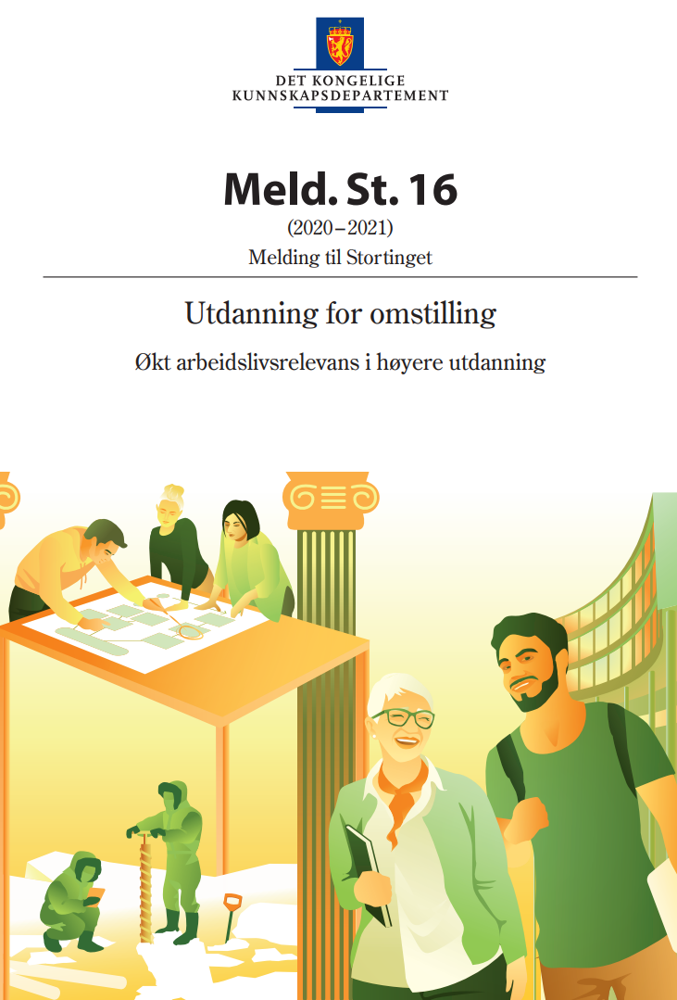 DET KONGELIGE
KUNNSKAPSDEPARTEMENT
Meld. St. 16
(2020–2021)
Melding til Stortinget
Utdanning for omstilling
Økt arbeidslivsrelevans i høyere utdanning